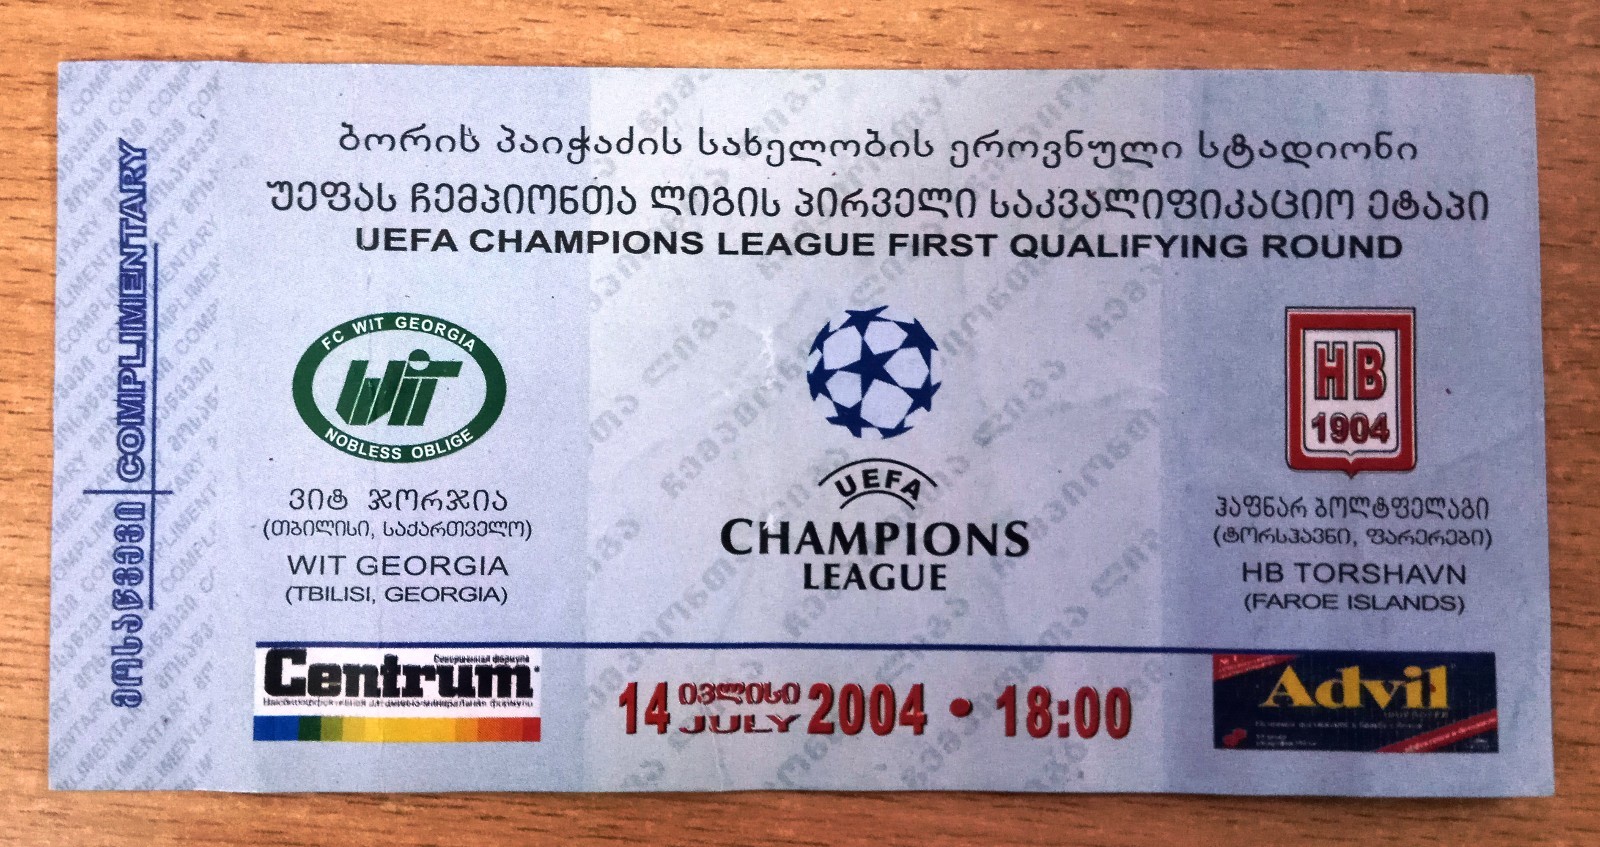 მოსაწვევი COMPLIMENTARY
ბორის პაიჭაძის სახელობის ეროვნული სტადიონი
უეფას ჩემპიონთა ლიგის პირველი საკვალიფიკაციო ეტაპი
UEFA CHAMPIONS LEAGUE FIRST QUALIFYING ROUND
FC WIT GEORGIA
WIT
NOBLESS OBLIGE
ვიტ ჯორჯია
(თბილისი, საქართველო)
WIT GEORGIA
(TBILISI, GEORGIA)
UEFA
CHAMPIONS
LEAGUE
HB
1904
ჰაფნარ ბოლტფელაგი
(ტორსჰავნი, ფარერები)
HB TORSHAVN
(FAROE ISLANDS)
Centrum
14 ივლისი JULY 2004 • 18:00
Advil